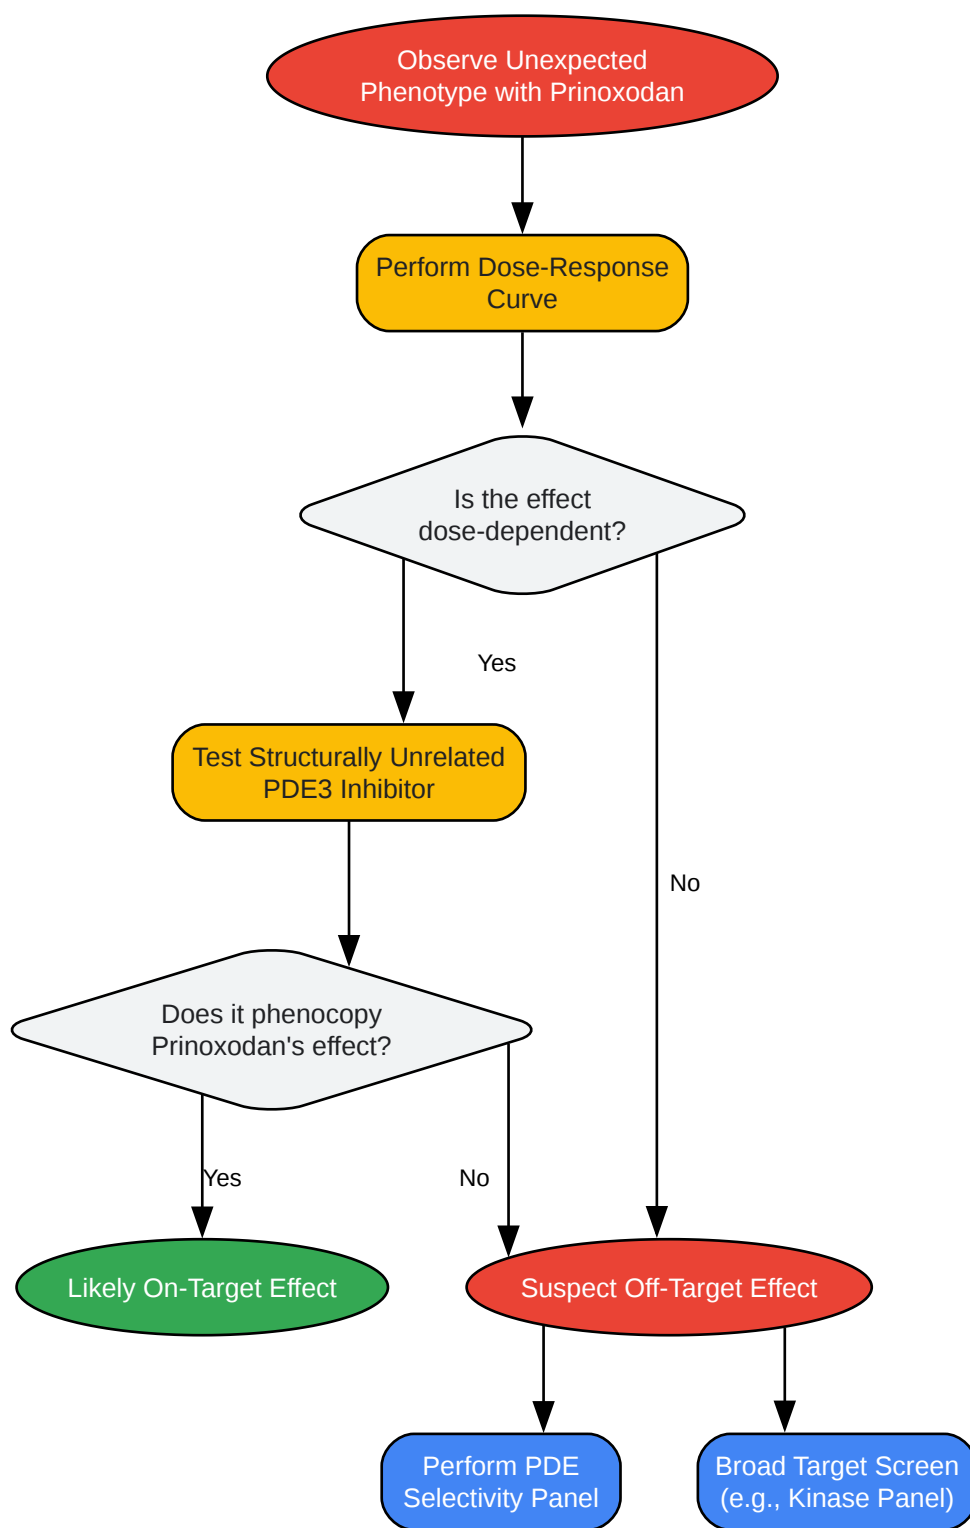 Observe Unexpected
Phenotype with Prinoxodan
Perform Dose-Response
Curve
Is the effect
dose-dependent?
Yes
Test Structurally Unrelated
PDE3 Inhibitor
No
Does it phenocopy
Prinoxodan's effect?
Yes
No
Likely On-Target Effect
Suspect Off-Target Effect
Perform PDE
Selectivity Panel
Broad Target Screen
(e.g., Kinase Panel)